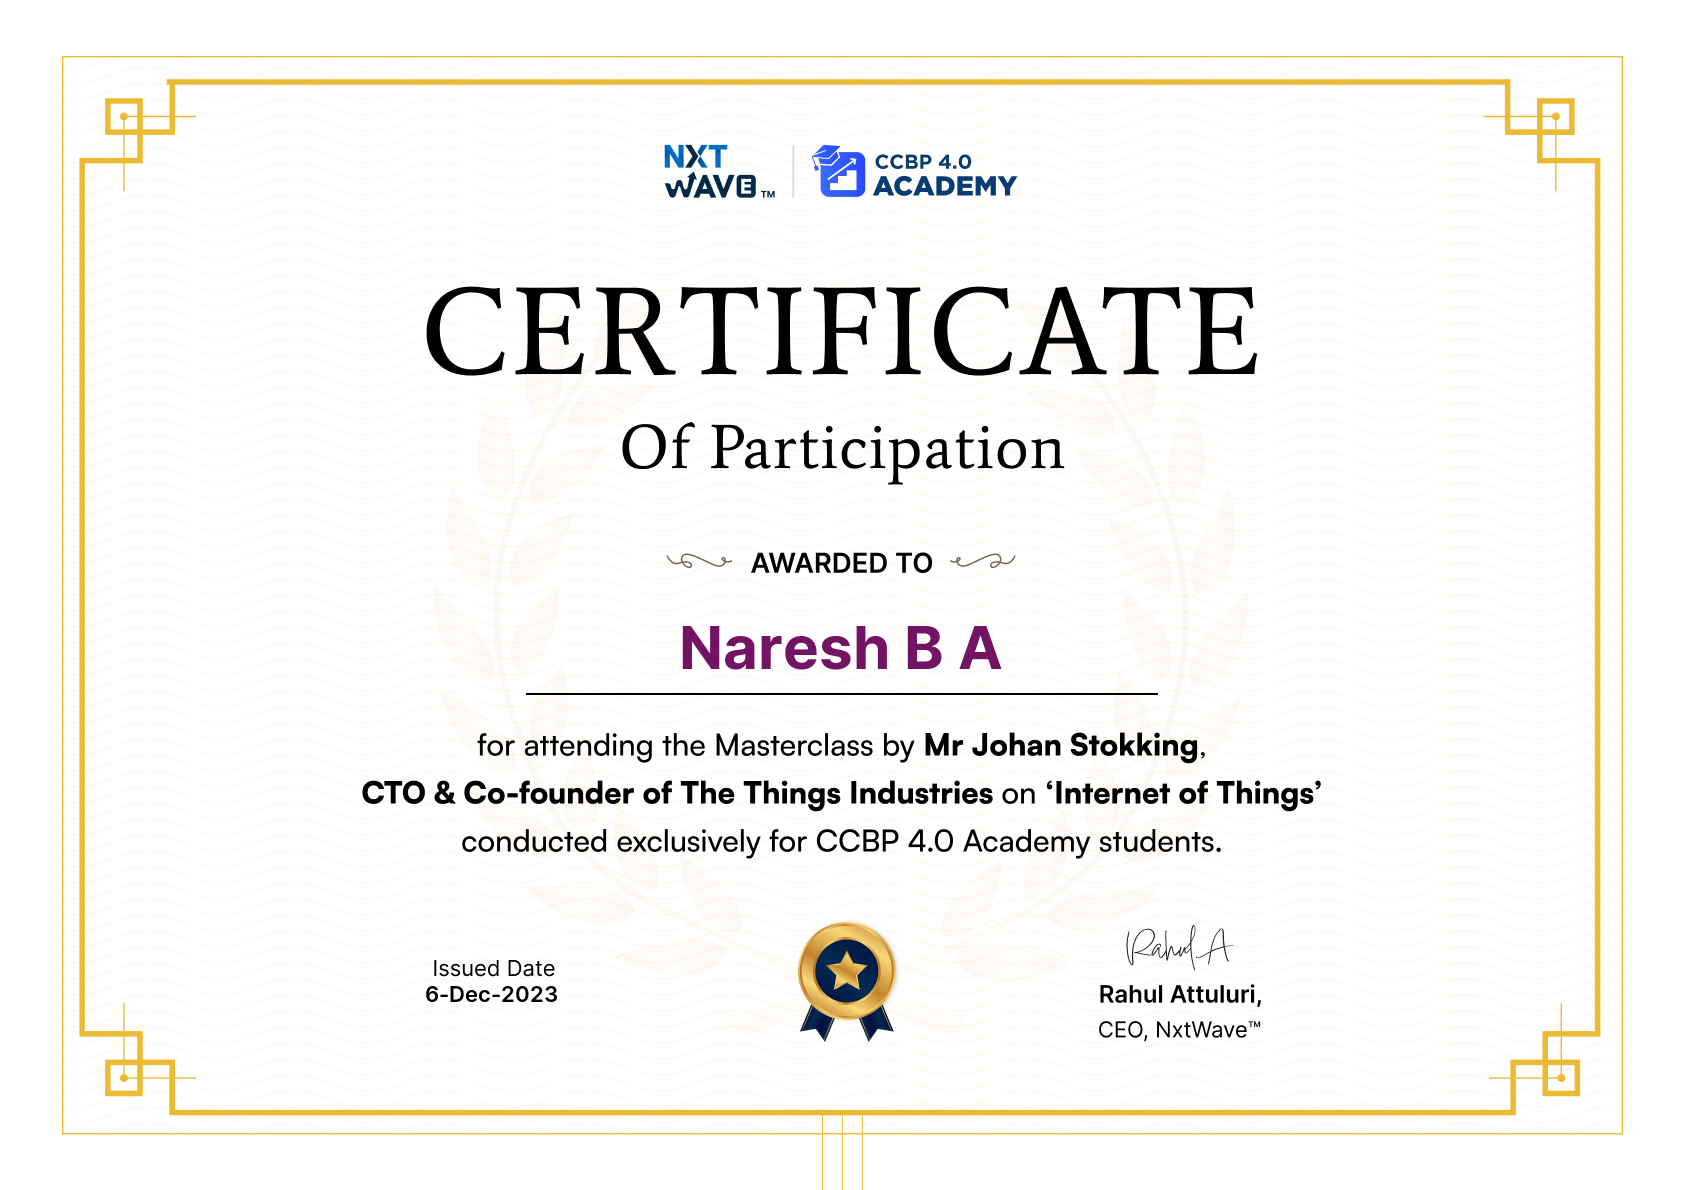 NXT
WAVE™
CCBP 4.0
ACADEMY
CERTIFICATE
Of Participation
AWARDED TO
Naresh B A
for attending the Masterclass by Mr Johan Stokking,
CTO & Co-founder of The Things Industries on ‘Internet of Things’
conducted exclusively for CCBP 4.0 Academy students.
Issued Date
6-Dec-2023
Rahul A
Rahul Attuluri,
CEO, NxtWave™